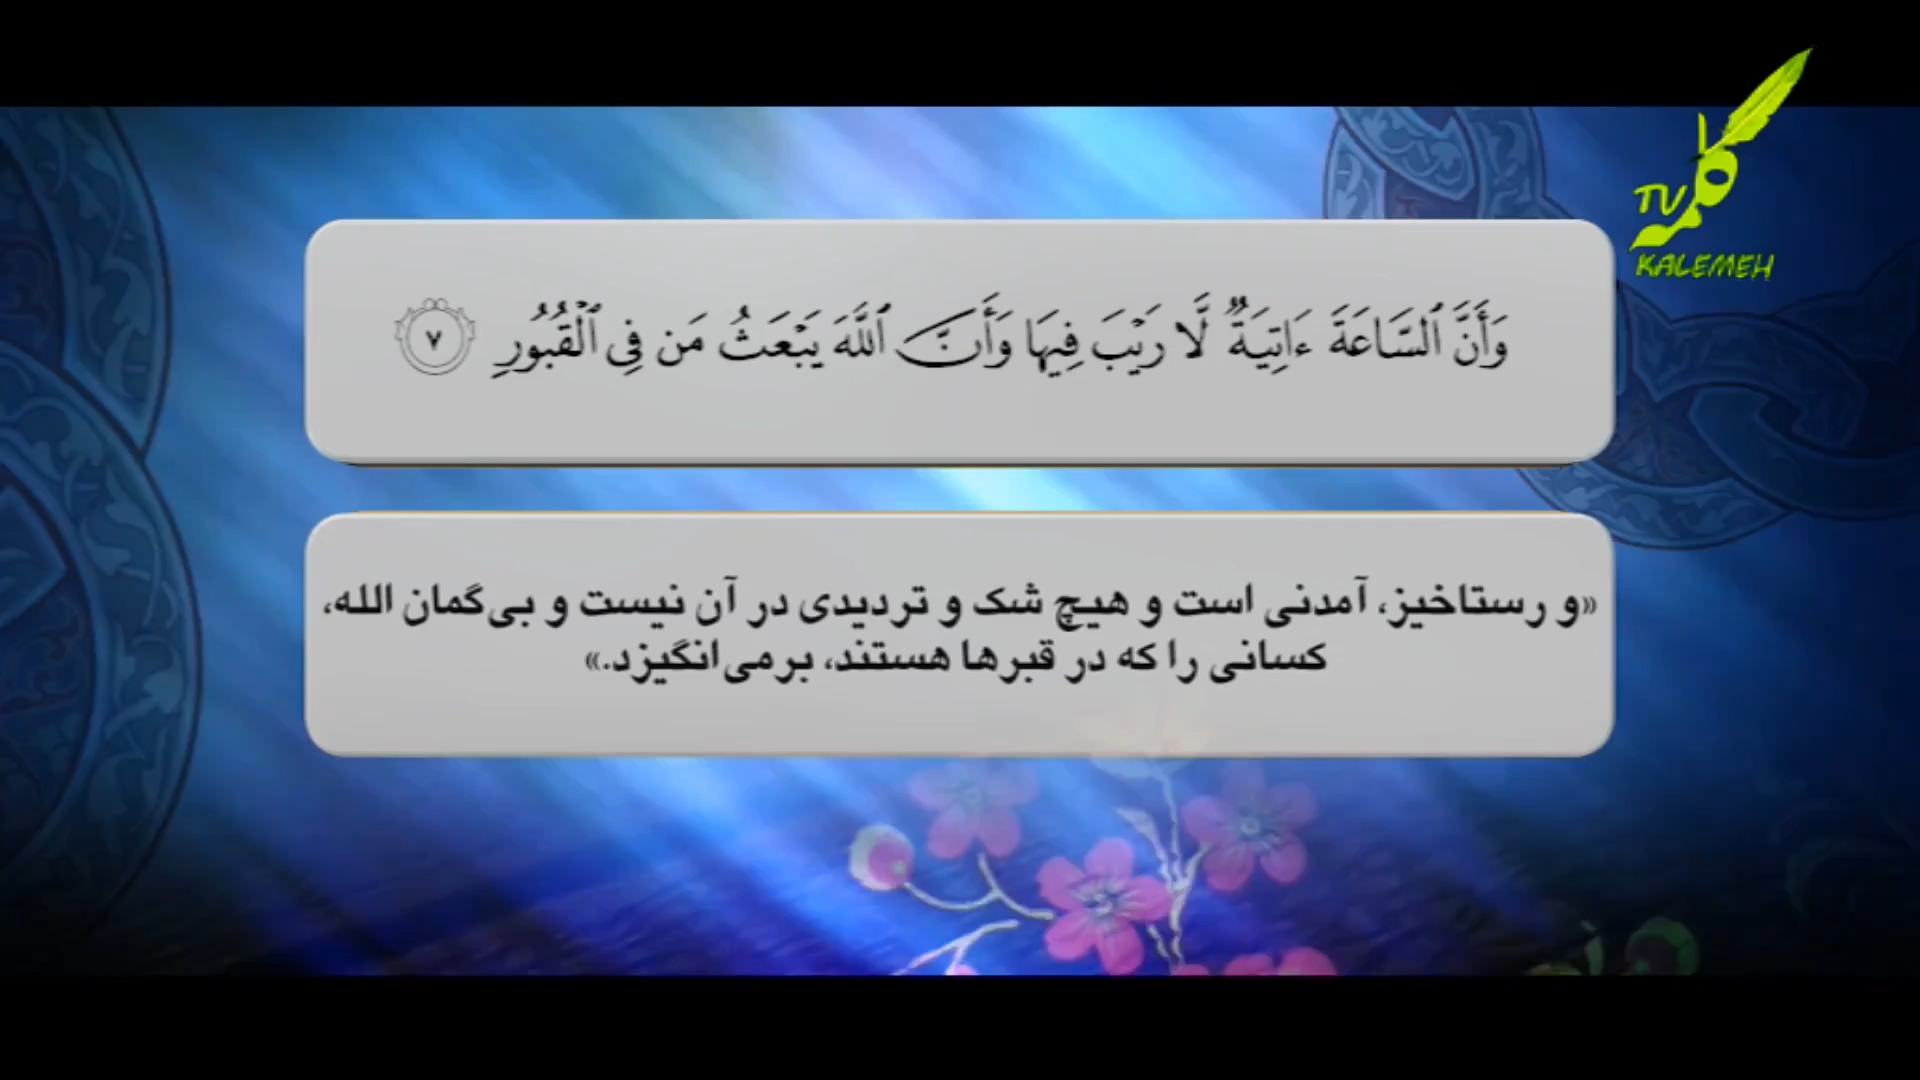 وَأَنَّ ٱلسَّاعَةَ ءَاتِيَةٌ لَّا رَيْبَ فِيهَا وَأَنَّ ٱللَّهَ يَبْعَثُ مَن فِى ٱلْقُبُورِ ٧
«و رستاخیز، آمدنی است و هیچ شک و تردیدی در آن نیست و بی‌گمان الله،
کسانی را که در قبرها هستند، برمی‌انگیزد.»
TV
کلمه
KALEMEH